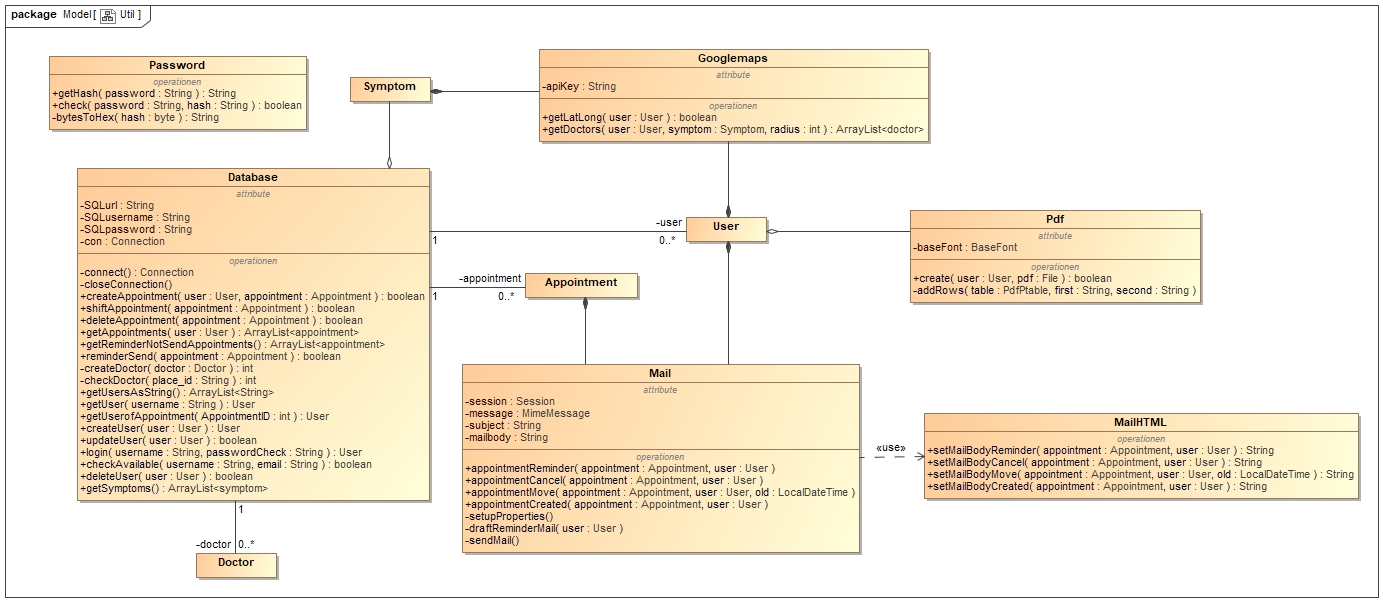 package Model [ Util ]
Password
operationen
+getHash( password : String ) : String
+check( password : String, hash : String ) : boolean
-bytesToHex( hash : byte ) : String
Symptom
Googlemaps
attribute
-apiKey : String
operationen
+getLatLong( user : User ) : boolean
+getDoctors( user : User, symptom : Symptom, radius : int ) : ArrayList<doctor>
Database
attribute
-SQLurl : String
-SQLusername : String
-SQLpassword : String
-con : Connection
operationen
-connect() : Connection
-closeConnection()
+createAppointment( user : User, appointment : Appointment ) : boolean
+shiftAppointment( appointment : Appointment ) : boolean
+deleteAppointment( appointment : Appointment ) : boolean
+getAppointments( user : User ) : ArrayList<appointment>
+getReminderNotSendAppointments() : ArrayList<appointment>
+reminderSend( appointment : Appointment ) : boolean
-createDoctor( doctor : Doctor ) : int
-checkDoctor( place_id : String ) : int
+getUsersAsString() : ArrayList<String>
+getUser( username : String ) : User
+getUserofAppointment( AppointmentID : int ) : User
+createUser( user : User ) : User
+updateUser( user : User ) : boolean
+login( username : String, passwordCheck : String ) : User
+checkAvailable( username : String, email : String ) : boolean
+deleteUser( user : User ) : boolean
+getSymptoms() : ArrayList<symptom>
1
-user
0..*
User
Pdf
attribute
-baseFont : BaseFont
operationen
+create( user : User, pdf : File ) : boolean
-addRows( table : PdfPtable, first : String, second : String )
1
-appointment
0..*
Appointment
Mail
attribute
-session : Session
-message : MimeMessage
-subject : String
-mailbody : String
operationen
+appointmentReminder( appointment : Appointment, user : User )
+appointmentCancel( appointment : Appointment, user : User )
+appointmentMove( appointment : Appointment, user : User, old : LocalDateTime )
+appointmentCreated( appointment : Appointment, user : User )
-setupProperties()
-draftReminderMail( user : User )
-sendMail()
«use»
MailHTML
operationen
+setMailBodyReminder( appointment : Appointment, user : User ) : String
+setMailBodyCancel( appointment : Appointment, user : User ) : String
+setMailBodyMove( appointment : Appointment, user : User, old : LocalDateTime ) : String
+setMailBodyCreated( appointment : Appointment, user : User ) : String
1
-doctor 0..*
Doctor